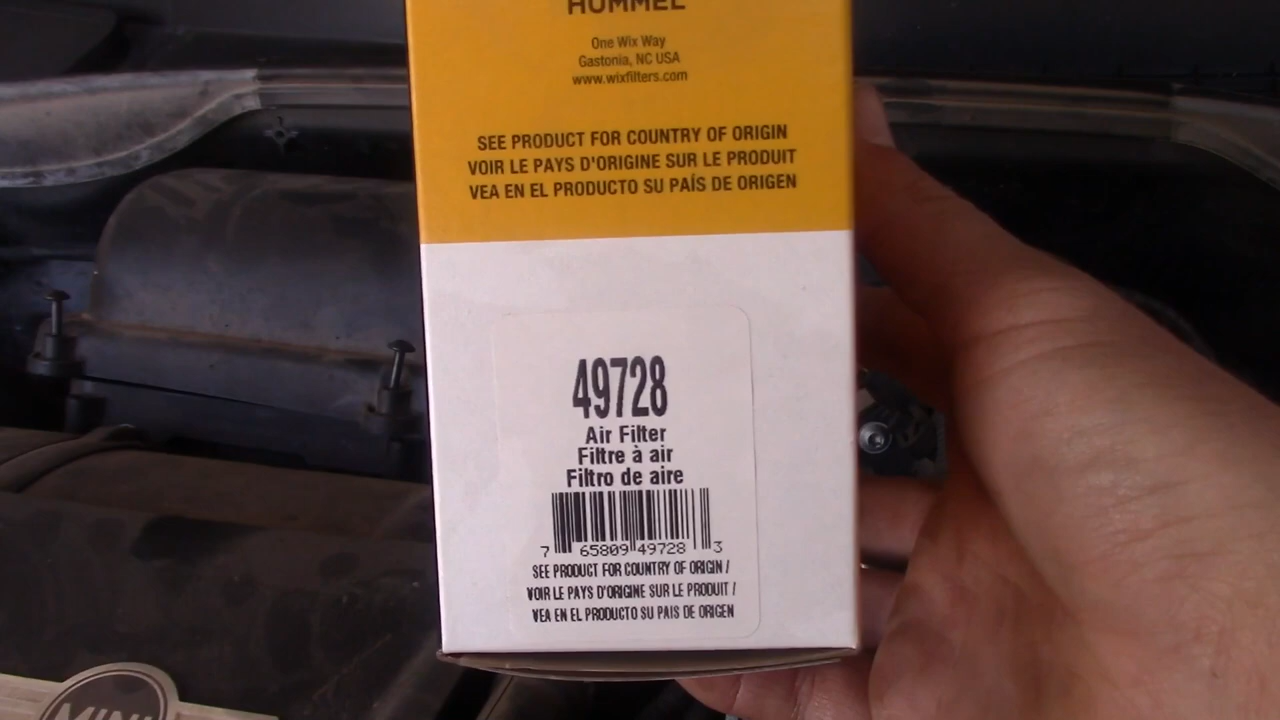 HUMMEL
One Wix Way
Gastonia, NC USA
www.wixfilters.com
SEE PRODUCT FOR COUNTRY OF ORIGIN
VOIR LE PAYS D'ORIGINE SUR LE PRODUIT
VEA EN EL PRODUCTO SU PAÍS DE ORIGEN
49728
Air Filter
Filtre à air
Filtro de aire
7 65809 49728 3
SEE PRODUCT FOR COUNTRY OF ORIGIN /
VOIR LE PAYS D'ORIGINE SUR LE PRODUIT /
VEA EN EL PRODUCTO SU PAIS DE ORIGEN
MINI